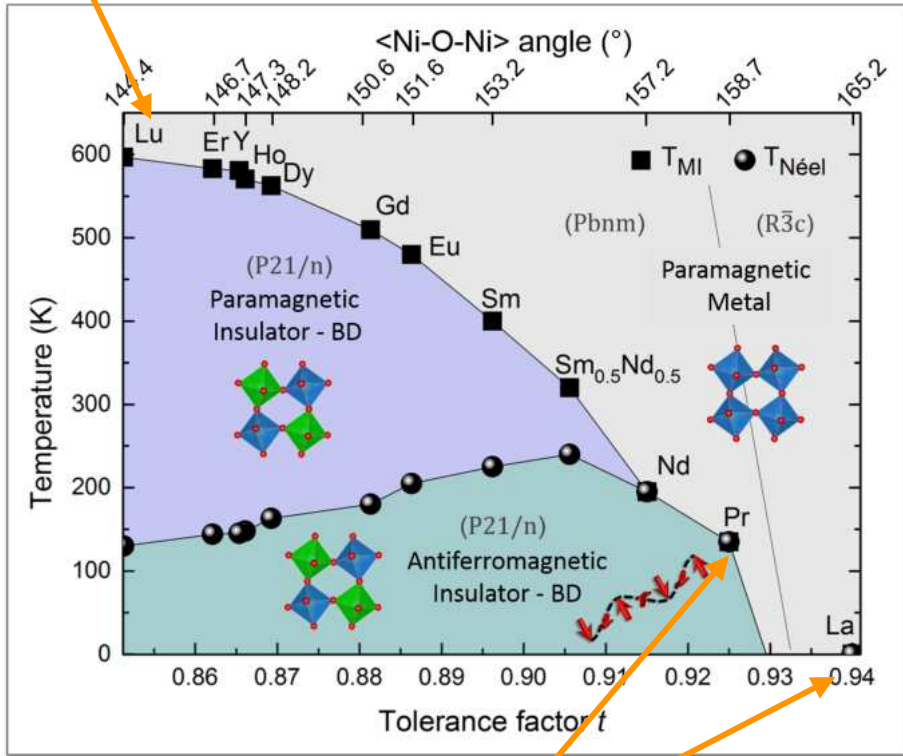 <Ni-O-Ni> angle (°)
144.4 146.7 147.3 148.2 150.6 151.6 153.2 157.2 158.7 165.2
Temperature (K)
600
500
400
300
200
100
0
Lu
Er Y
Ho
Dy
Gd
Eu
Sm
Sm0.5Nd0.5
Nd
Pr
La
TMI TNéel
(Pbnm) (R3̅c)
Paramagnetic
Metal
(P21/n)
Paramagnetic
Insulator - BD
(P21/n)
Antiferromagnetic
Insulator - BD
0.86 0.87 0.88 0.89 0.90 0.91 0.92 0.93 0.94
Tolerance factor t